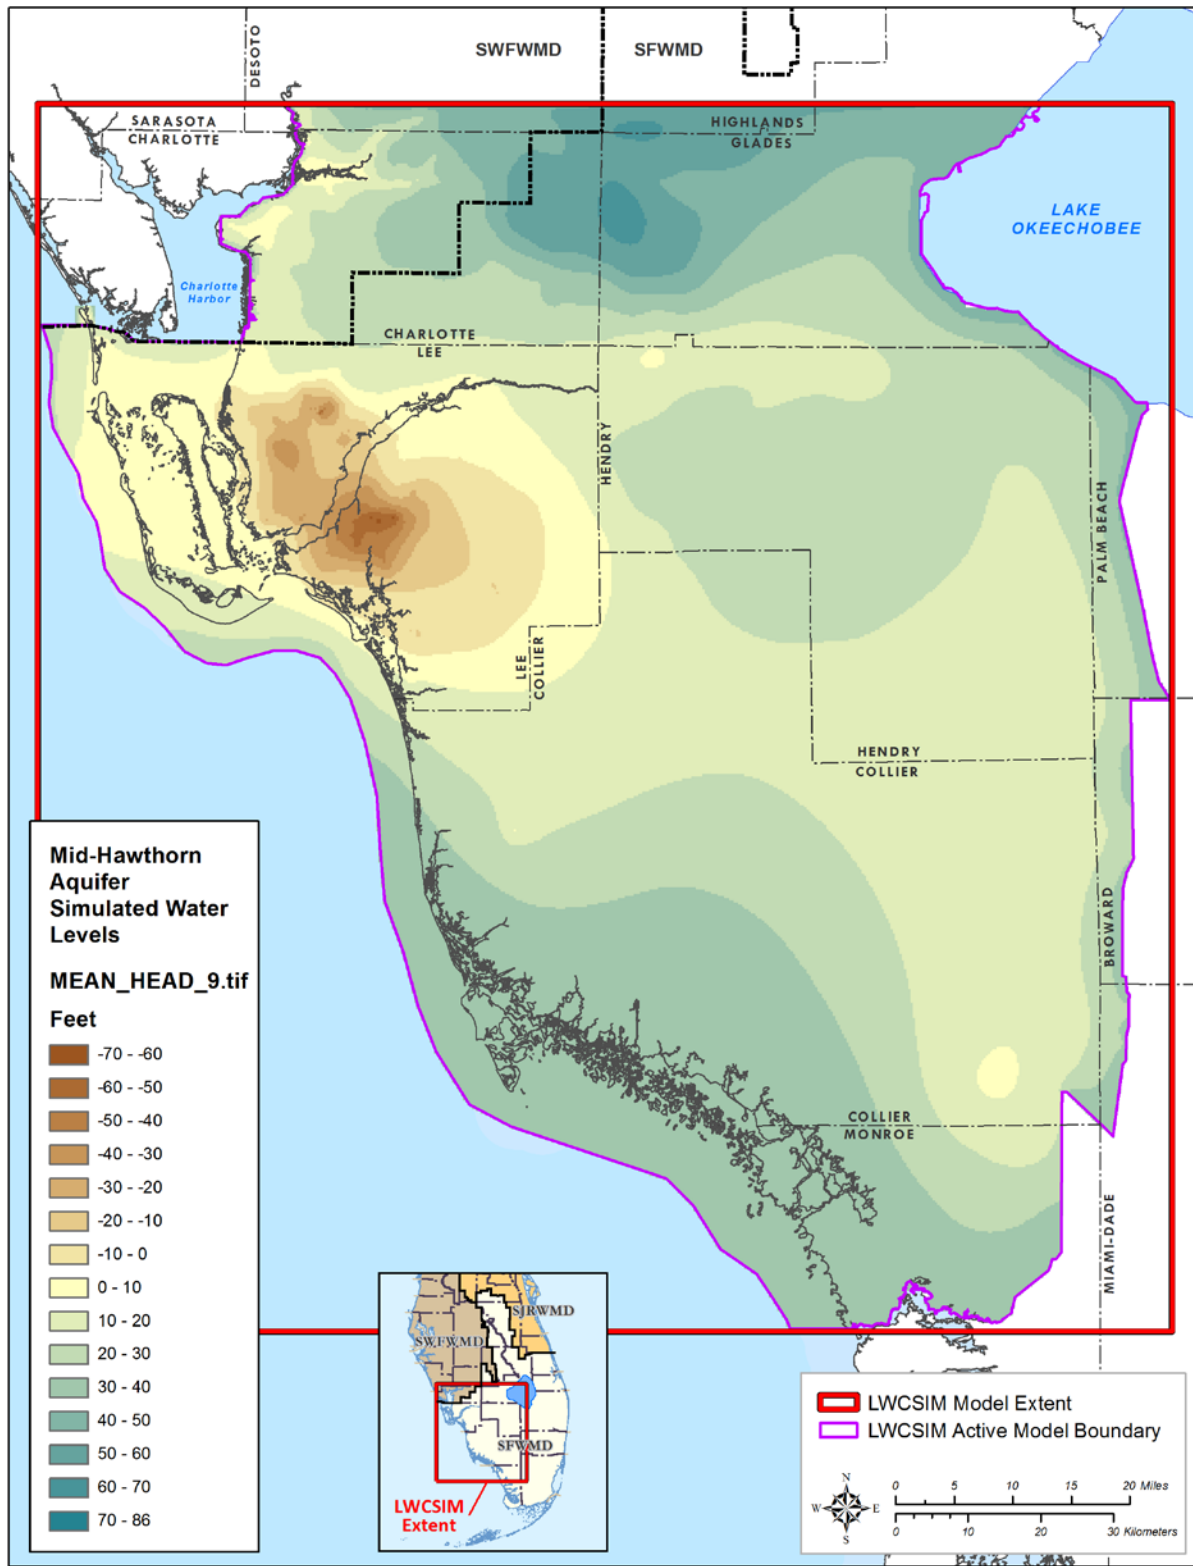 SWFWMD
SFWMD
DESOTO
SARASOTA
CHARLOTTE
HIGHLANDS
GLADES
LAKE
OKEECHOBEE
Charlotte
Harbor
CHARLOTTE
LEE
HENDRY
PALM BEACH
LEE
COLLIER
HENDRY
COLLIER
BROWARD
COLLIER
MONROE
MIAMI-DADE
Mid-Hawthorn
Aquifer
Simulated Water
Levels
MEAN_HEAD_9.tif
Feet
-70 - -60
-60 - -50
-50 - -40
-40 - -30
-30 - -20
-20 - -10
-10 - 0
0 - 10
10 - 20
20 - 30
30 - 40
40 - 50
50 - 60
60 - 70
70 - 86
SJRWMD
SWFWMD
SFWMD
LWCSIM
Extent
LWCSIM Model Extent
LWCSIM Active Model Boundary
N
W E
S
0 5 10 15 20 Miles
0 10 20 30 Kilometers